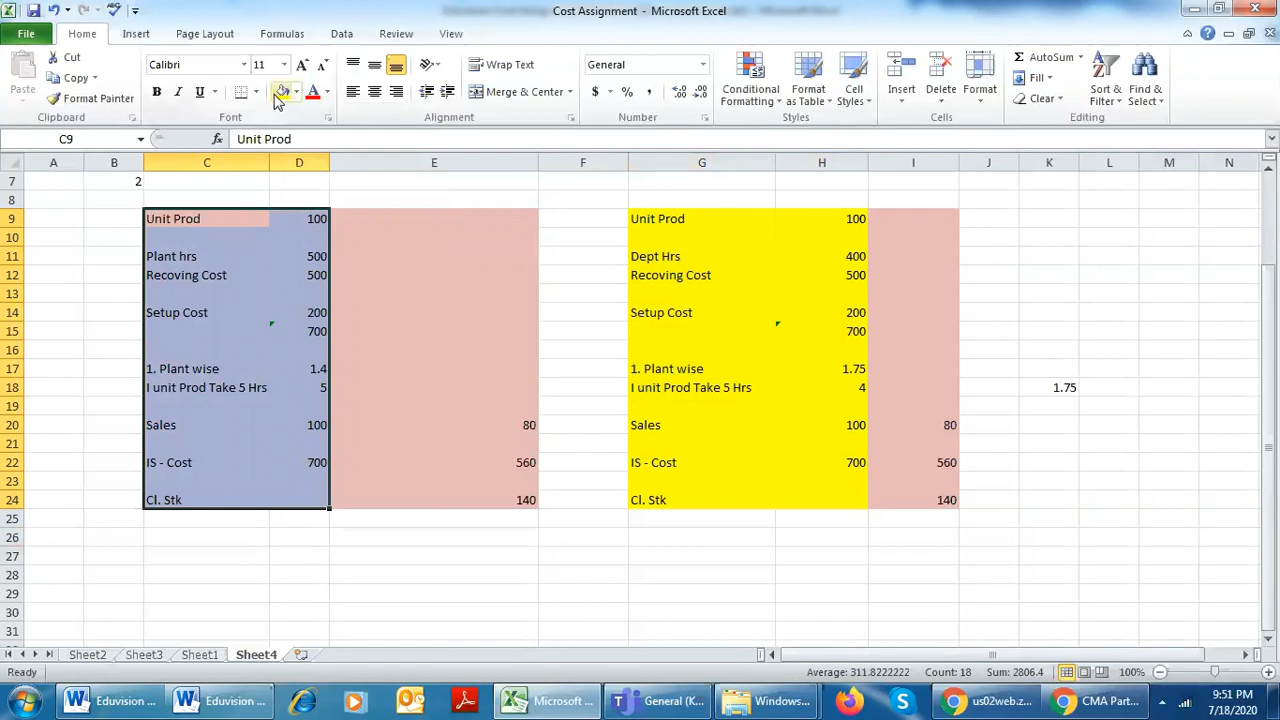 Cost Assignment - Microsoft Excel
File Home Insert Page Layout Formulas Data Review View
Paste Cut Copy Format Painter Clipboard
Calibri 11 A A B I U A Font
Wrap Text Merge & Center Alignment
General $ % , Number
Conditional Formatting Format as Table Cell Styles Styles
Insert Delete Format Cells
Σ AutoSum Fill Clear Sort & Filter Find & Select Editing
C9 fx Unit Prod
A B C D E F G H I J K L M N
7 2
8
9 Unit Prod 100 Unit Prod 100
10
11 Plant hrs 500 Dept Hrs 400
12 Recoving Cost 500 Recoving Cost 500
13
14 Setup Cost 200 Setup Cost 200
15 700 700
16
17 1. Plant wise 1.4 1. Plant wise 1.75
18 I unit Prod Take 5 Hrs 5 I unit Prod Take 5 Hrs 4 1.75
19
20 Sales 100 80 Sales 100 80
21
22 IS - Cost 700 560 IS - Cost 700 560
23
24 Cl. Stk 140 Cl. Stk 140
25
26
27
28
29
30
31
Sheet2 Sheet3 Sheet1 Sheet4
Ready Average: 311.8222222 Count: 18 Sum: 2806.4 100%
Eduvision ... Eduvision ... Microsoft ... General (K... Windows... us02web.z... CMA Part... 9:51 PM
7/18/2020